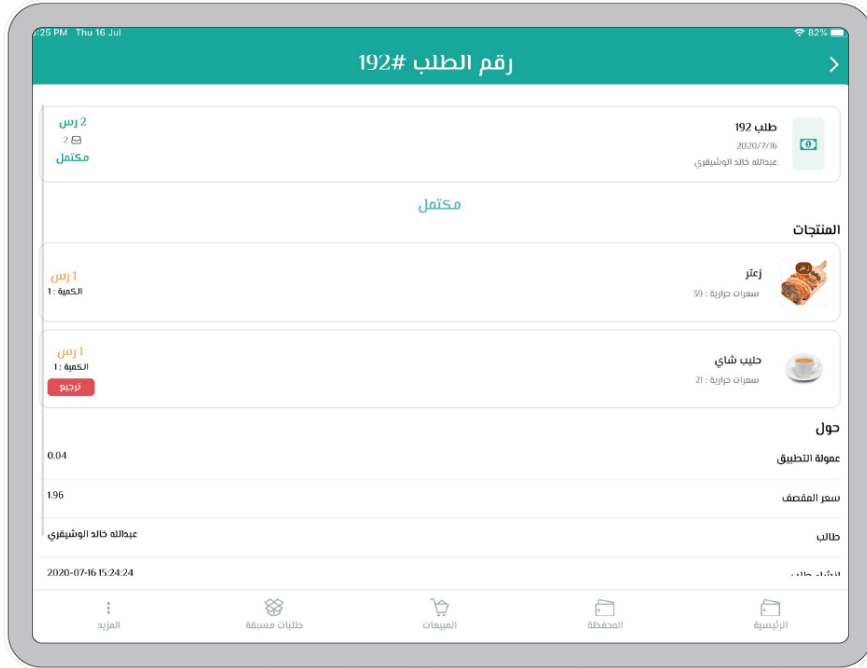 :25 PM Thu 16 Jul
82%
رقم الطلب #192
طلب 192
2020/7/16
عبدالله خالد الوشيقري
2 رس
2
مكتمل
مكتمل
المنتجات
زعتر
سعرات حرارية : 39
1 رس
الكمية : 1
حليب شاي
سعرات حرارية : 21
1 رس
الكمية : 1
ترجيع
حول
عمولة التطبيق
0.04
سعر المقصف
1.96
طالب
عبدالله خالد الوشيقري
2020-07-16 15:24:24
الرئيسية
المحفظة
المبيعات
طلبات مسبقة
المزيد